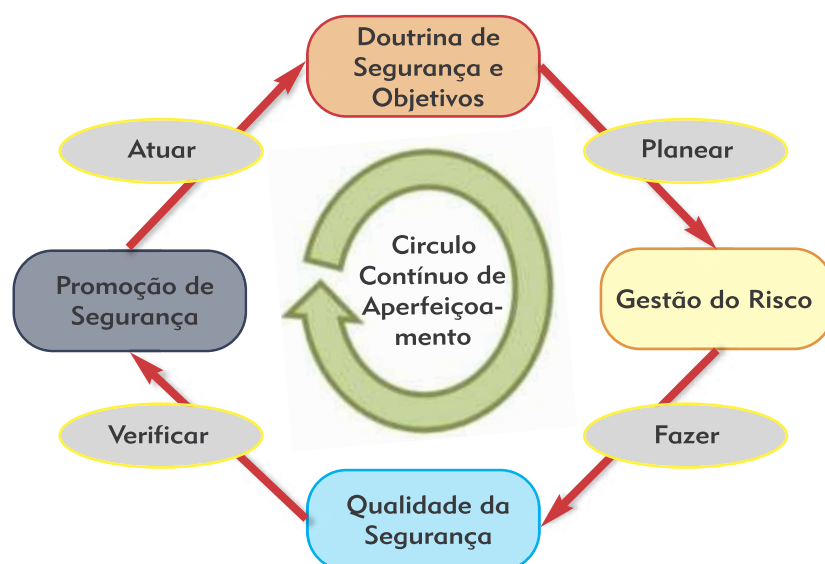 Doutrina de
Segurança e
Objetivos
Atuar
Planear
Circulo
Contínuo de
Aperfeiçoa-
mento
Promoção de
Segurança
Gestão do Risco
Verificar
Fazer
Qualidade da
Segurança